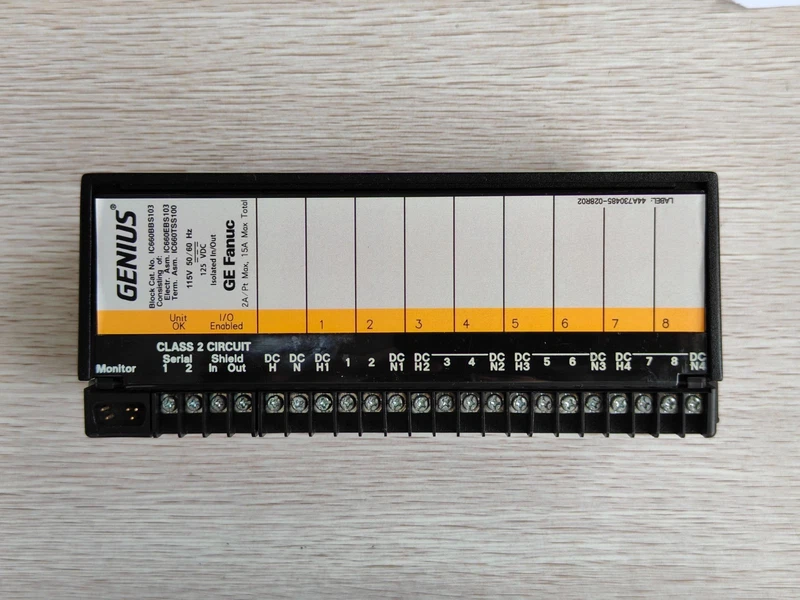 GENIUS®
Block Cat. No. IC660BBS103
Consisting of:
Electr. Asm. IC660EBS103
Term. Asm. IC660TSS100
115V 50/60 Hz
125 VDC
Isolated In/Out
GE Fanuc
2A/Pt Max, 15A Max Total
LABEL: 44A730485-028R02
Unit OK
I/O Enabled
1 2 3 4 5 6 7 8
CLASS 2 CIRCUIT
Monitor
Serial 1 2
Shield In Out
DC H
DC N
DC H1
1 2
DC N1
DC H2
3 4
DC N2
DC H3
5 6
DC N3
DC H4
7 8
DC N4